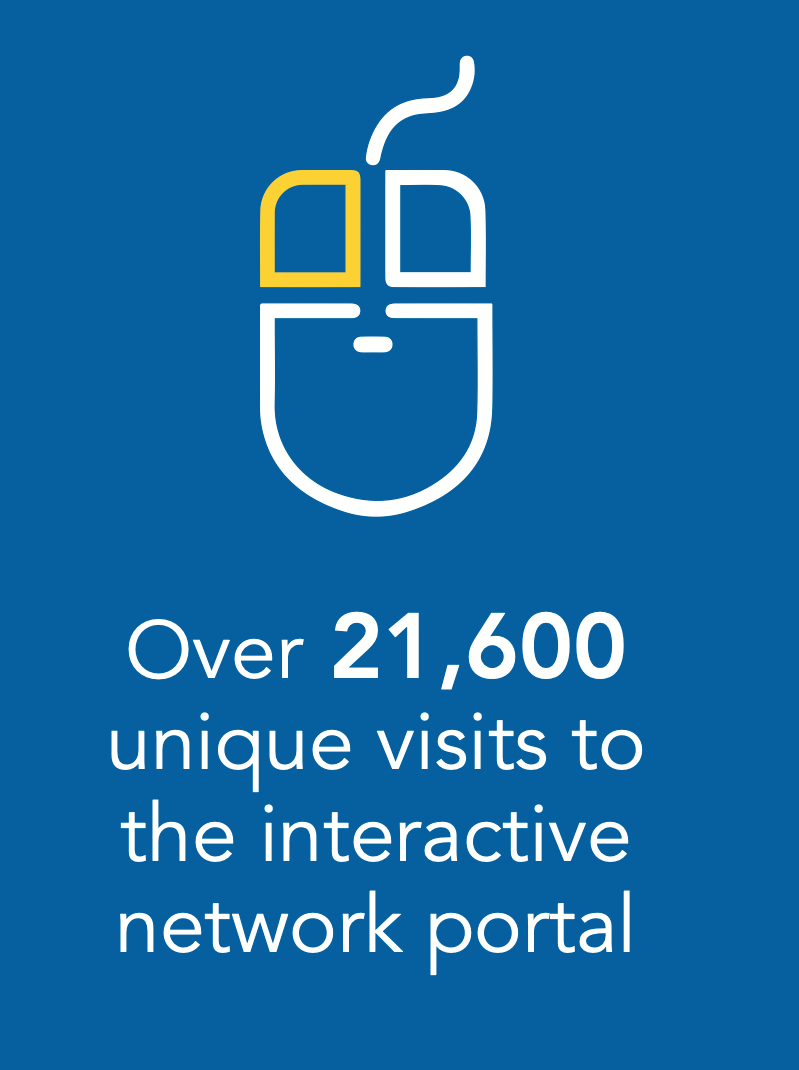 Over 21,600
unique visits to
the interactive
network portal